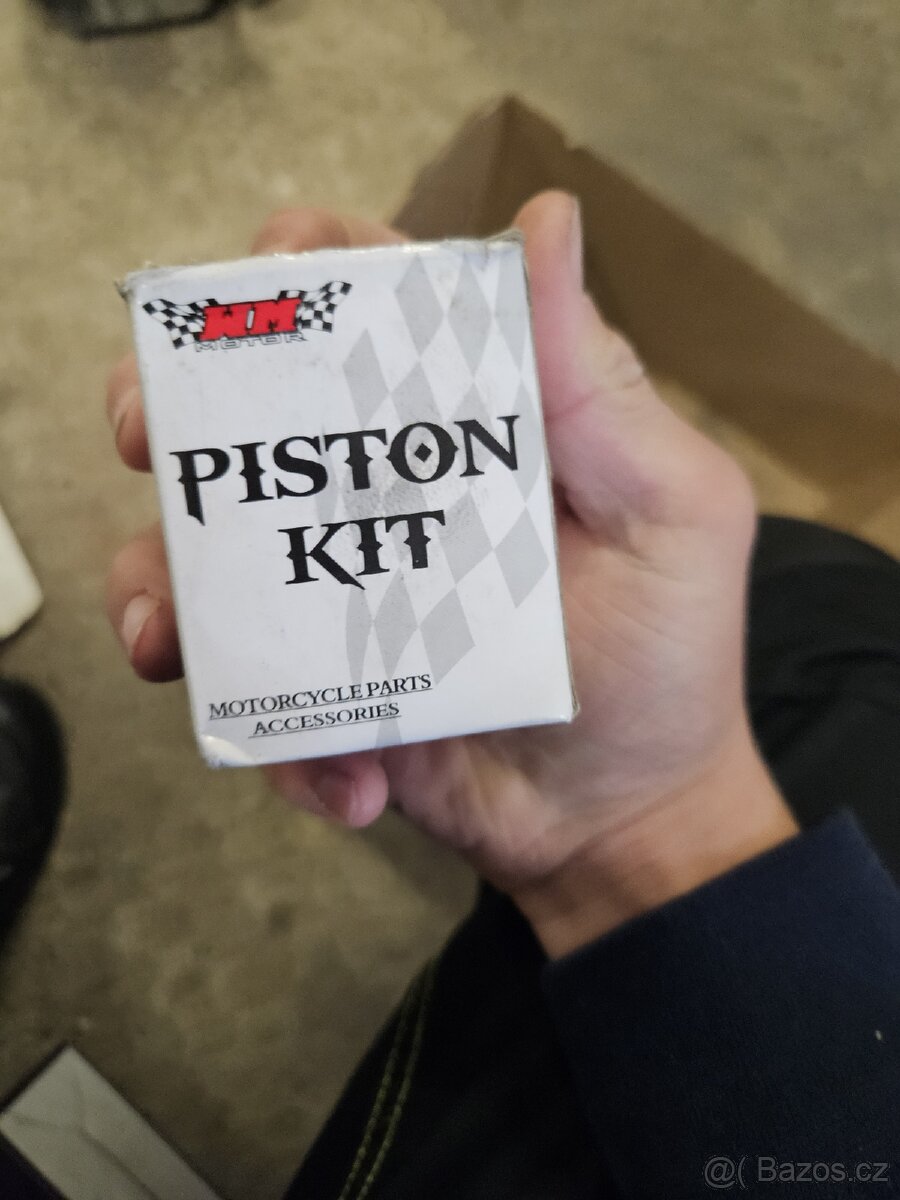 WM
MOTOR
PISTON
KIT
MOTORCYCLE PARTS
ACCESSORIES
@( Bazos.cz